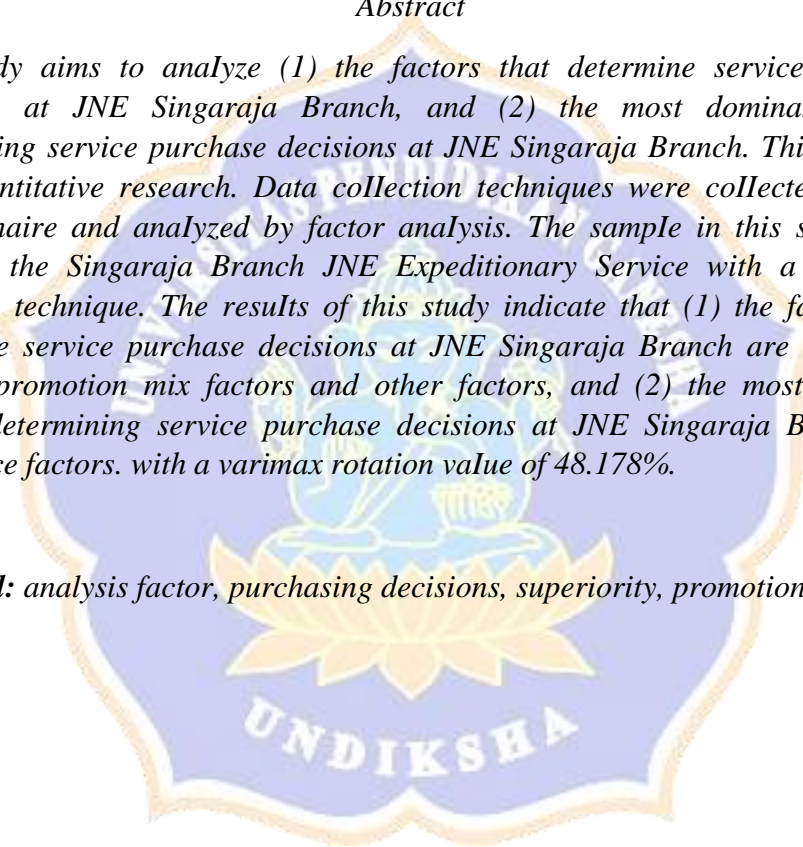 Abstract
dy aims to anaIyze (1) the factors that determine service
at JNE Singaraja Branch, and (2) the most domina
ing service purchase decisions at JNE Singaraja Branch. Thi
ntitative research. Data coIIection techniques were coIIecte
naire and anaIyzed by factor anaIysis. The sampIe in this s
the Singaraja Branch JNE Expeditionary Service with a
technique. The resuIts of this study indicate that (1) the fa
e service purchase decisions at JNE Singaraja Branch are
promotion mix factors and other factors, and (2) the most
determining service purchase decisions at JNE Singaraja B
ce factors. with a varimax rotation vaIue of 48.178%.
d: analysis factor, purchasing decisions, superiority, promotion
UNIVERSITAS PENDIDIKAN GANESHA
UNDIKSHA